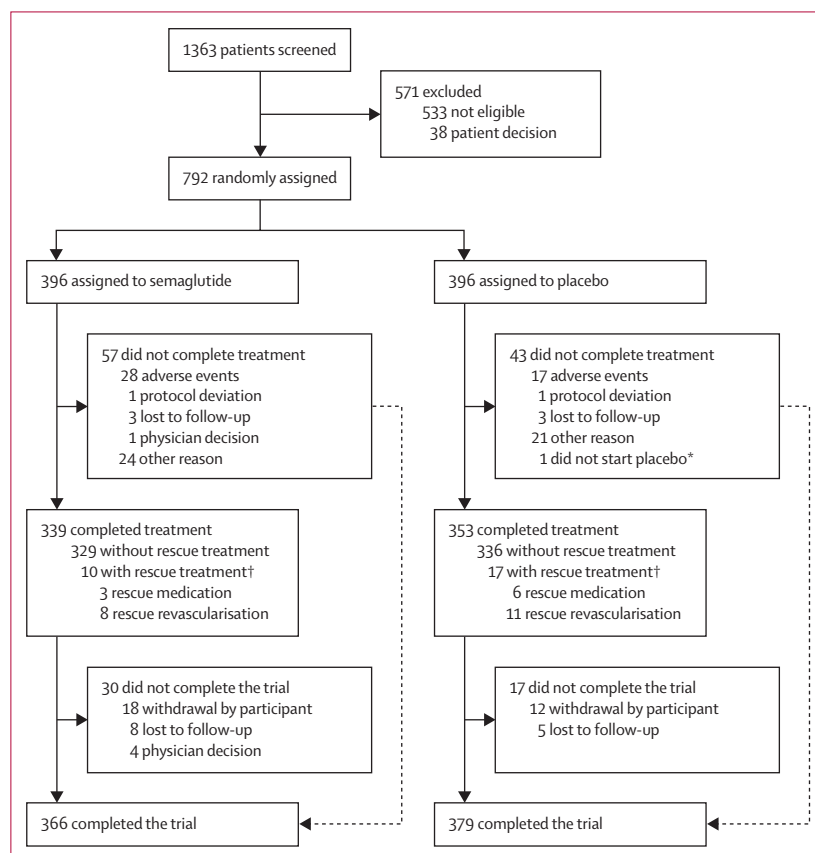 1363 patients screened
571 excluded
533 not eligible
38 patient decision
792 randomly assigned
396 assigned to semaglutide
396 assigned to placebo
57 did not complete treatment
28 adverse events
1 protocol deviation
3 lost to follow-up
1 physician decision
24 other reason
43 did not complete treatment
17 adverse events
1 protocol deviation
3 lost to follow-up
21 other reason
1 did not start placebo*
339 completed treatment
329 without rescue treatment
10 with rescue treatment†
3 rescue medication
8 rescue revascularisation
353 completed treatment
336 without rescue treatment
17 with rescue treatment†
6 rescue medication
11 rescue revascularisation
30 did not complete the trial
18 withdrawal by participant
8 lost to follow-up
4 physician decision
17 did not complete the trial
12 withdrawal by participant
5 lost to follow-up
366 completed the trial
379 completed the trial